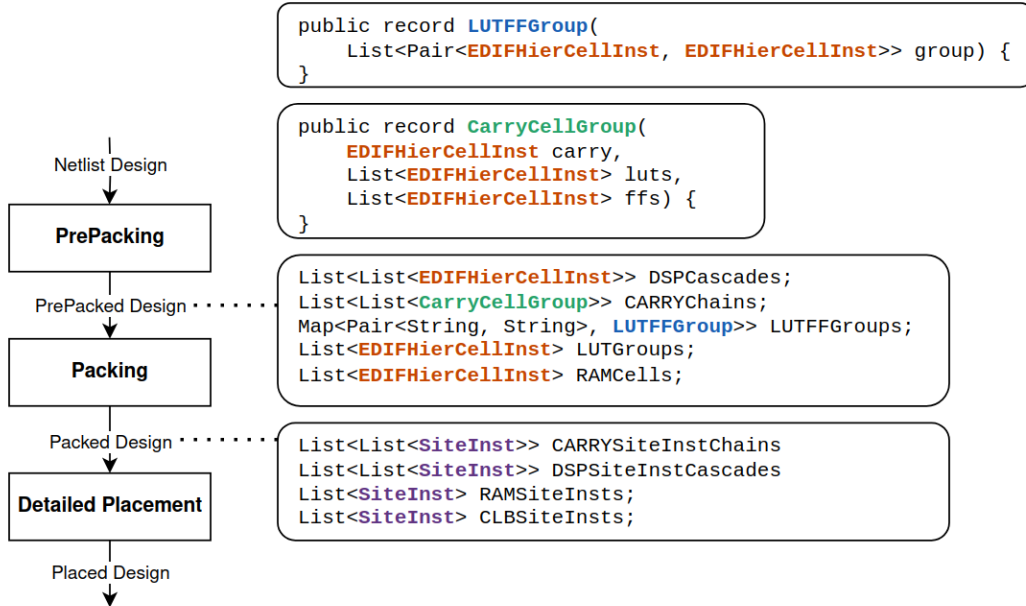 public record LUTFFGroup(
List<Pair<EDIFHierCellInst, EDIFHierCellInst>> group) {
}
public record CarryCellGroup(
EDIFHierCellInst carry,
List<EDIFHierCellInst> luts,
List<EDIFHierCellInst> ffs) {
}
Netlist Design
PrePacking
PrePacked Design
List<List<EDIFHierCellInst>> DSPCascades;
List<List<CarryCellGroup>> CARRYChains;
Map<Pair<String, String>, LUTFFGroup>> LUTFFGroups;
List<EDIFHierCellInst> LUTGroups;
List<EDIFHierCellInst> RAMCells;
Packing
Packed Design
List<List<SiteInst>> CARRYSiteInstChains
List<List<SiteInst>> DSPSiteInstCascades
List<SiteInst> RAMSiteInsts;
List<SiteInst> CLBSiteInsts;
Detailed Placement
Placed Design